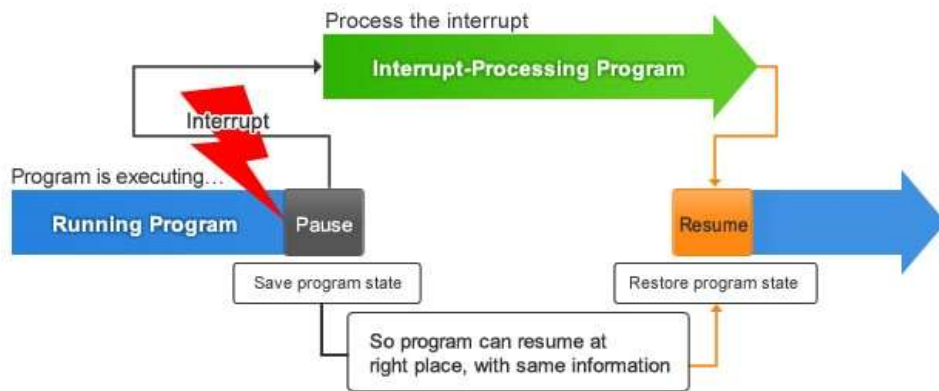 Process the interrupt
Interrupt-Processing Program
Interrupt
Program is executing...
Running Program
Pause
Resume
Save program state
Restore program state
So program can resume at
right place, with same information